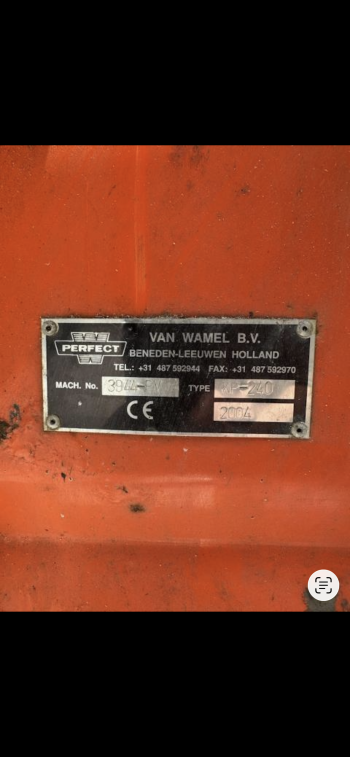 PERFECT
VAN WAMEL B.V.
BENEDEN-LEEUWEN HOLLAND
TEL.: +31 487 592944 FAX: +31 487 592970
MACH. No. TYPE
CE 2004